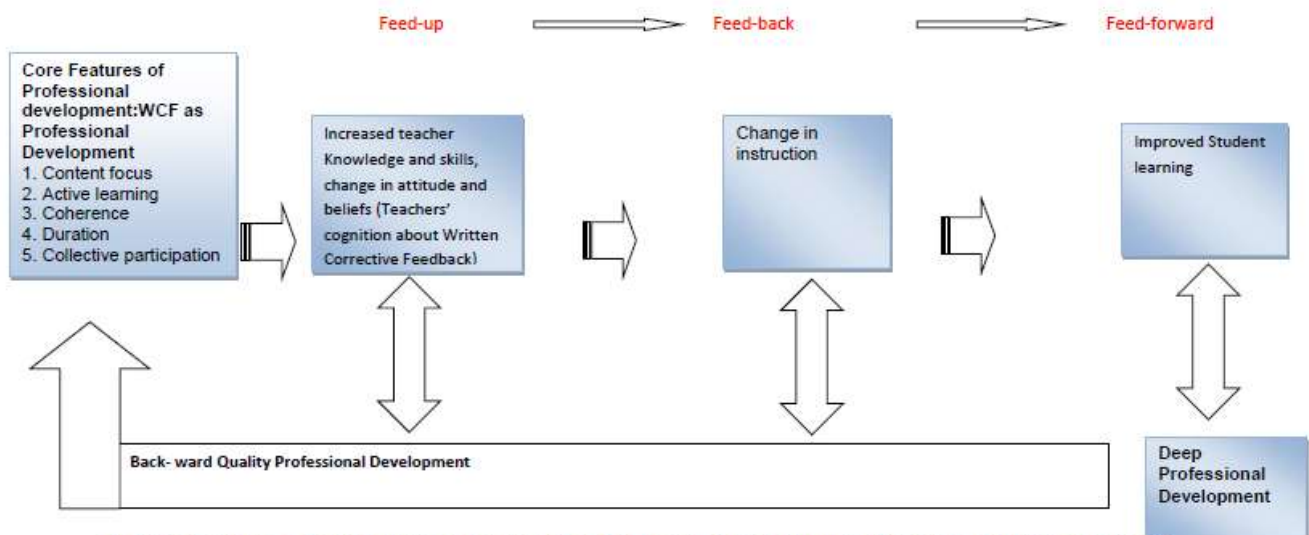 Feed-up
Feed-back
Feed-forward
Core Features of
Professional
development:WCF as
Professional
Development
1. Content focus
2. Active learning
3. Coherence
4. Duration
5. Collective participation
Increased teacher
Knowledge and skills,
change in attitude and
beliefs (Teachers'
cognition about Written
Corrective Feedback)
Change in
instruction
Improved Student
learning
Back- ward Quality Professional Development
Deep
Professional
Development